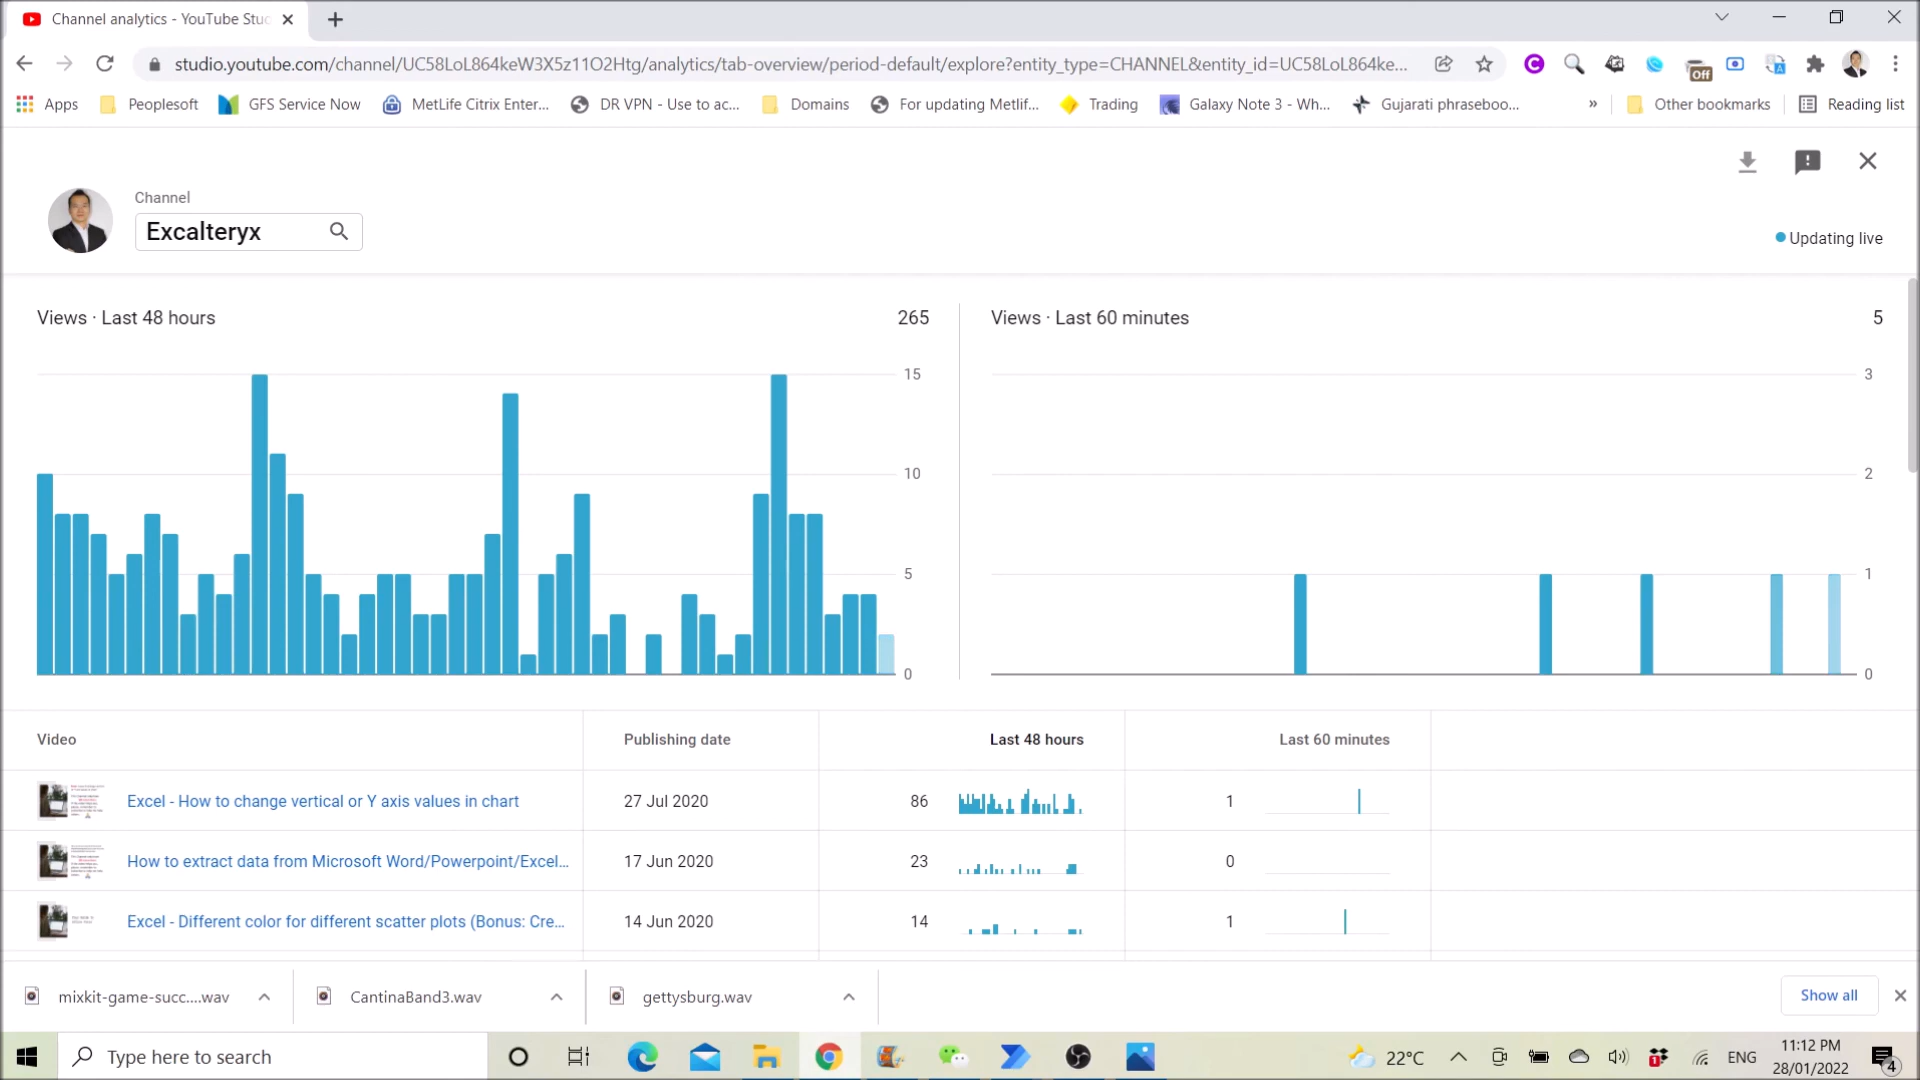 Channel analytics - YouTube Stud
studio.youtube.com/channel/UC58LoL864keW3X5z11O2Htg/analytics/tab-overview/period-default/explore?entity_type=CHANNEL&entity_id=UC58LoL864ke...
Off
Apps Peoplesoft GFS Service Now MetLife Citrix Enter... DR VPN - Use to ac... Domains For updating Metlif... Trading Galaxy Note 3 - Wh... Gujarati phraseboo... » Other bookmarks Reading list
Channel
Excalteryx
Updating live
Views · Last 48 hours 265
15
10
5
0
Views · Last 60 minutes 5
3
2
1
0
Video Publishing date Last 48 hours Last 60 minutes
Excel - How to change vertical or Y axis values in chart 27 Jul 2020 86 1
How to extract data from Microsoft Word/Powerpoint/Excel... 17 Jun 2020 23 0
Excel - Different color for different scatter plots (Bonus: Cre... 14 Jun 2020 14 1
mixkit-game-succ....wav CantinaBand3.wav gettysburg.wav Show all
Type here to search 22°C ENG 11:12 PM
28/01/2022 4